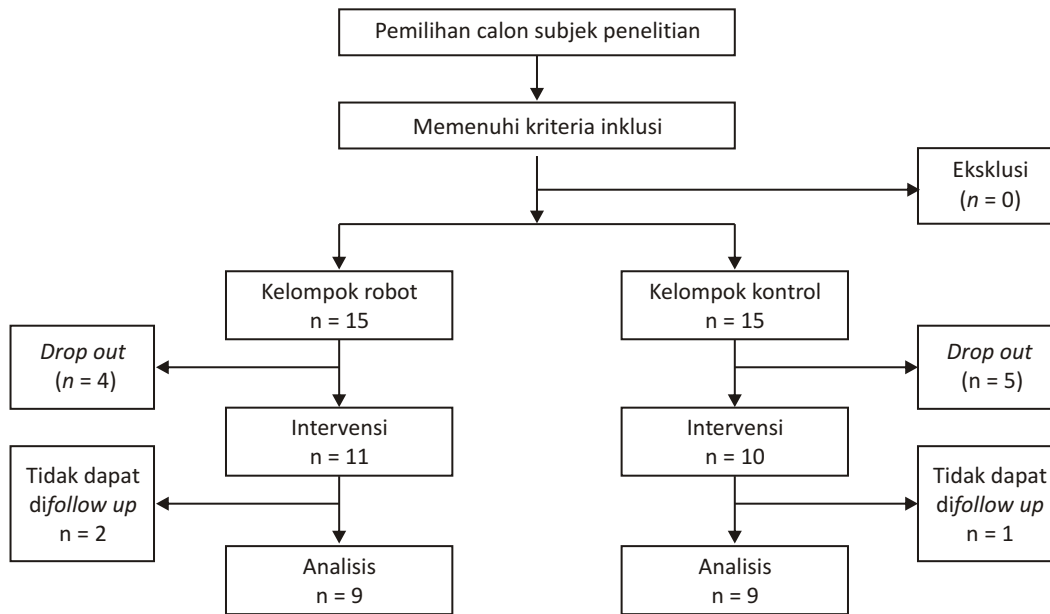 Pemilihan calon subjek penelitian
Memenuhi kriteria inklusi
Eksklusi
(n = 0)
Kelompok robot
n = 15
Kelompok kontrol
n = 15
Drop out
(n = 4)
Drop out
(n = 5)
Intervensi
n = 11
Intervensi
n = 10
Tidak dapat
difollow up
n = 2
Tidak dapat
difollow up
n = 1
Analisis
n = 9
Analisis
n = 9